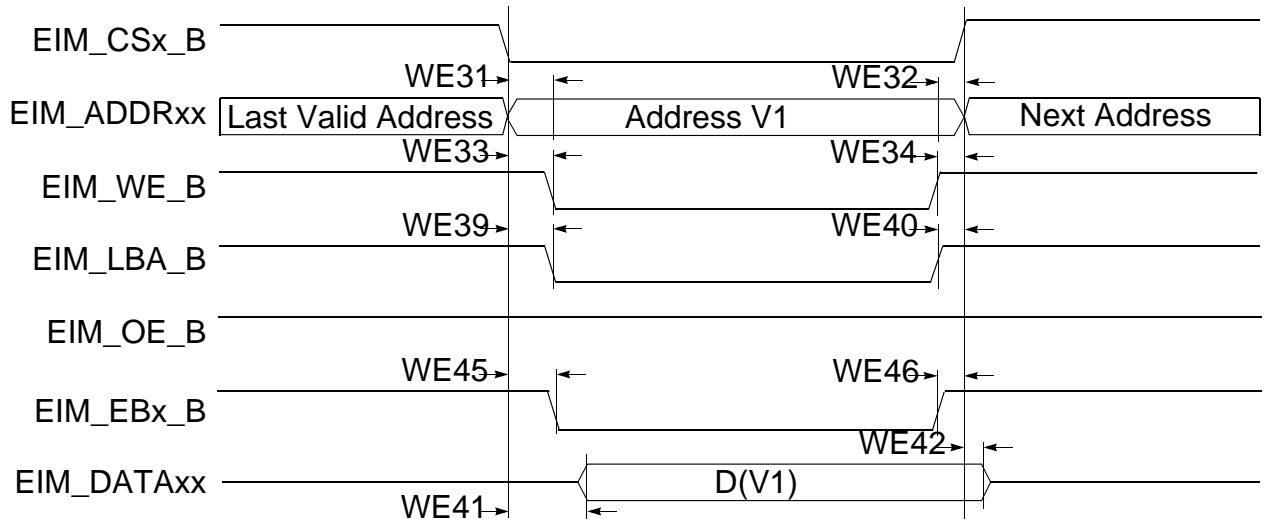 EIM_CSx_B
WE31 WE32
EIM_ADDRxx Last Valid Address Address V1 Next Address
WE33 WE34
EIM_WE_B
WE39 WE40
EIM_LBA_B
EIM_OE_B
WE45 WE46
EIM_EBx_B
WE42
EIM_DATAxx D(V1)
WE41